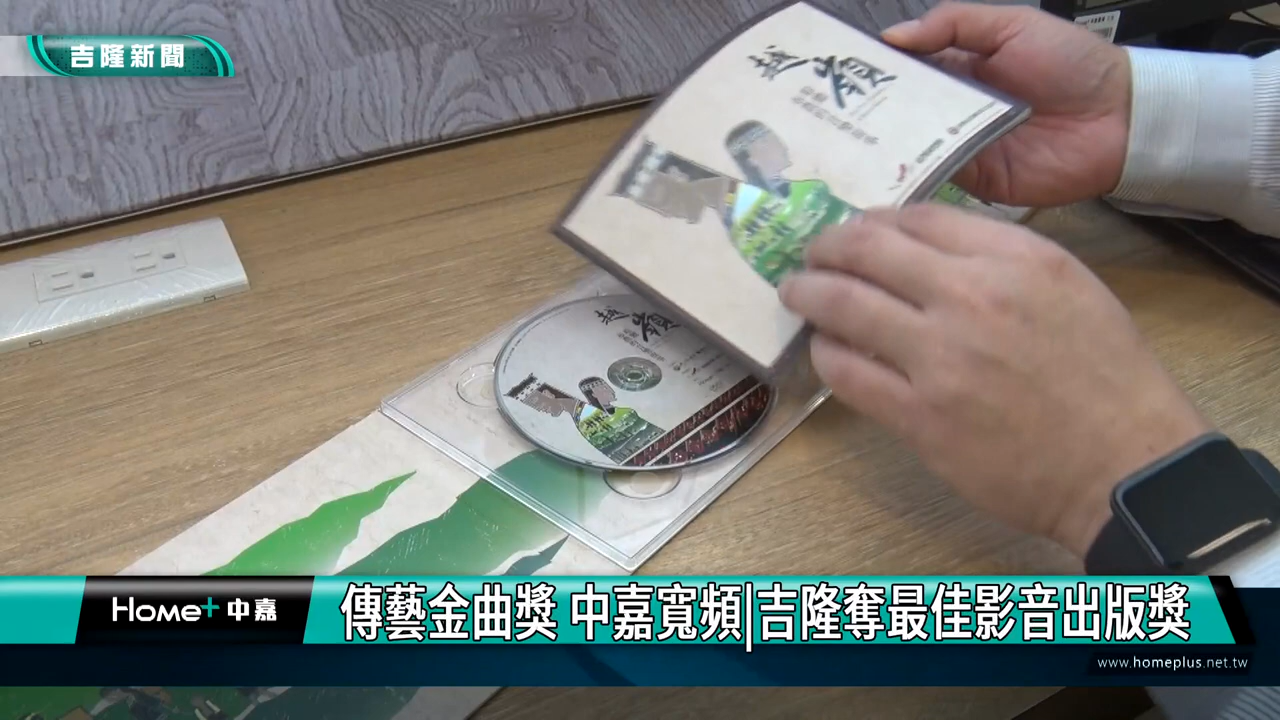 吉隆新聞
越嶺
越嶺
Home+中嘉
傳藝金曲獎 中嘉寬頻|吉隆奪最佳影音出版獎
www.homeplus.net.tw